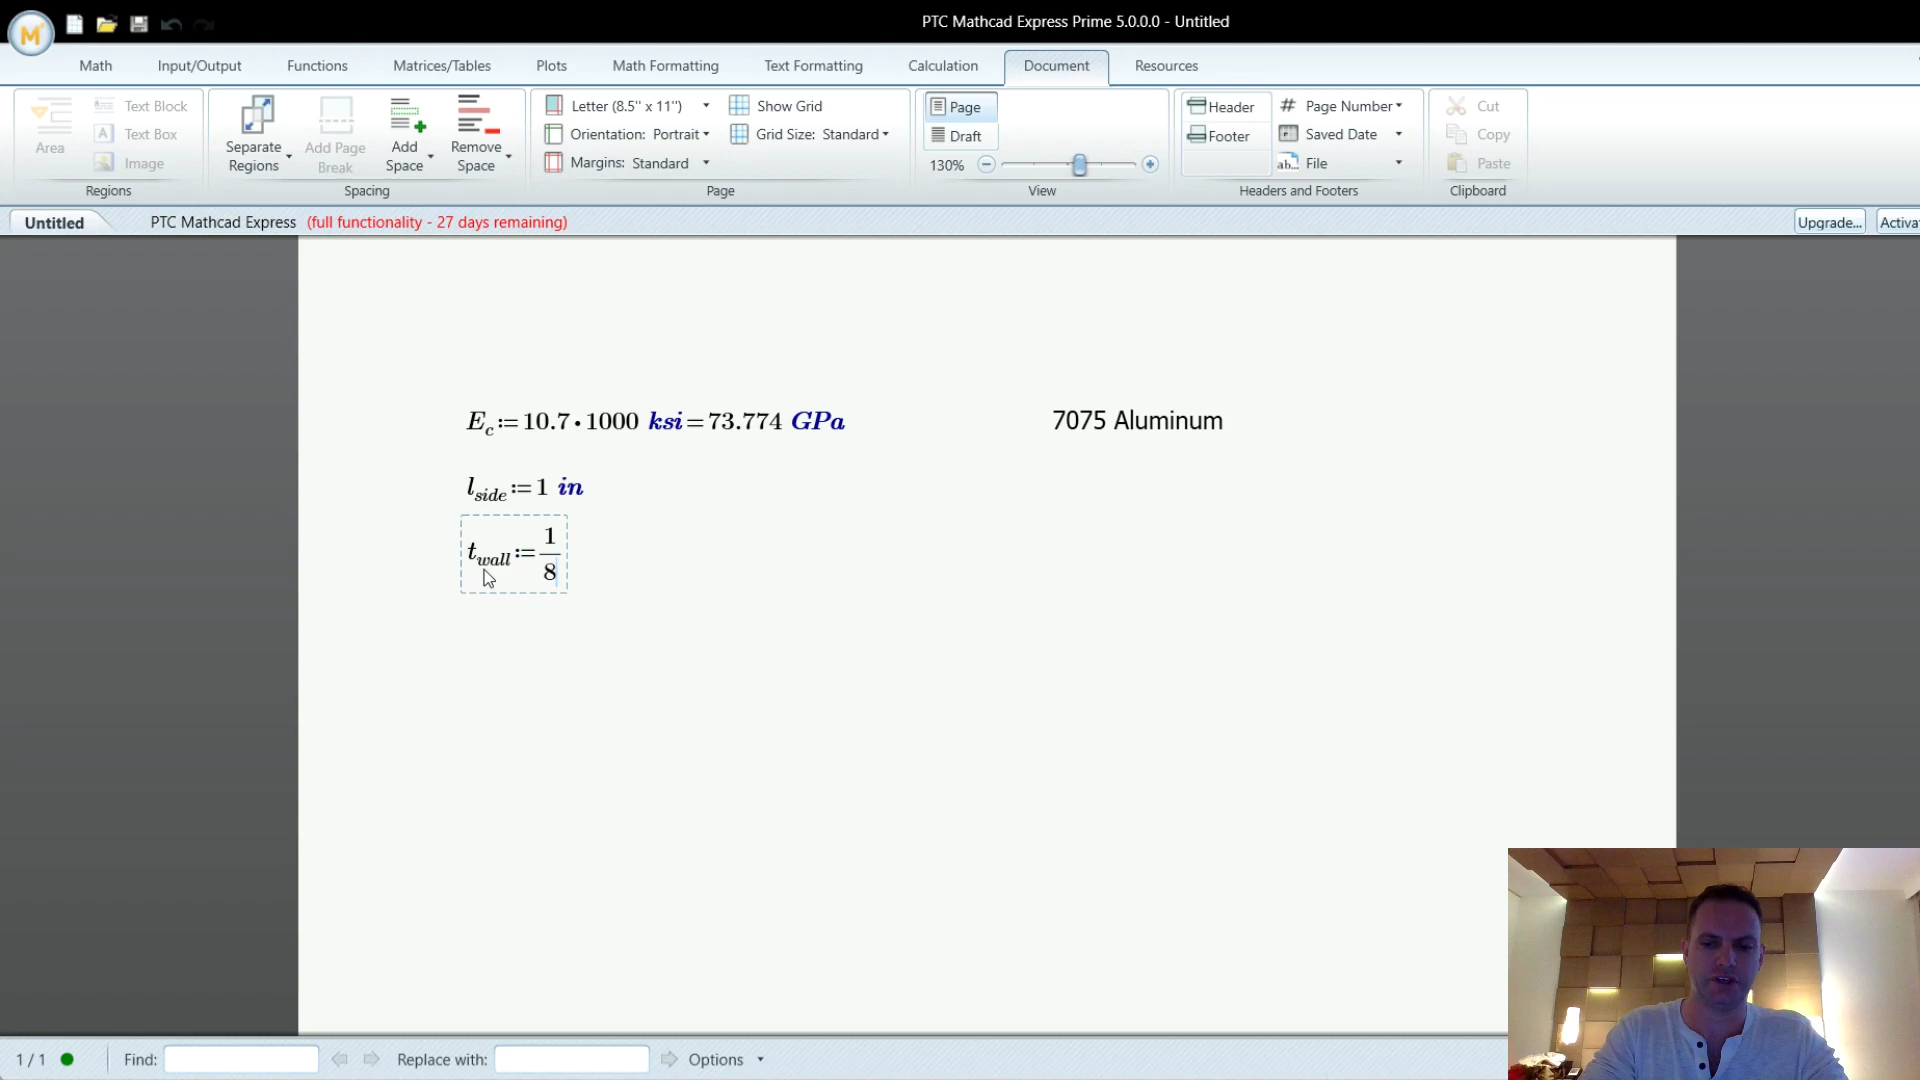 PTC Mathcad Express Prime 5.0.0.0 - Untitled
Math Input/Output Functions Matrices/Tables Plots Math Formatting Text Formatting Calculation Document Resources
Area
Text Block
Text Box
Image
Regions
Separate Regions
Add Page Break
Add Space
Remove Space
Spacing
Letter (8.5'' x 11'')
Orientation: Portrait
Margins: Standard
Show Grid
Grid Size: Standard
Page
Page
Draft
130%
View
Header
Footer
# Page Number
Saved Date
ab.. File
Headers and Footers
Cut
Copy
Paste
Clipboard
Untitled PTC Mathcad Express (full functionality - 27 days remaining) Upgrade... Activa
E_c := 10.7 · 1000 ksi = 73.774 GPa 7075 Aluminum
l_side := 1 in
t_wall := 1/8
1 / 1 Find: Replace with: Options